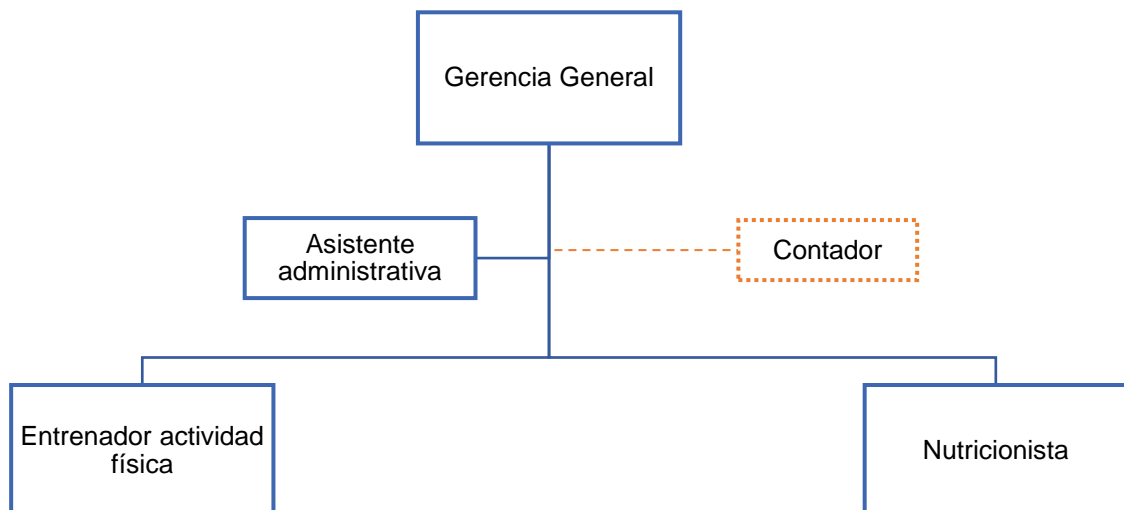 Gerencia General
Asistente
administrativa
Contador
Entrenador actividad
física
Nutricionista